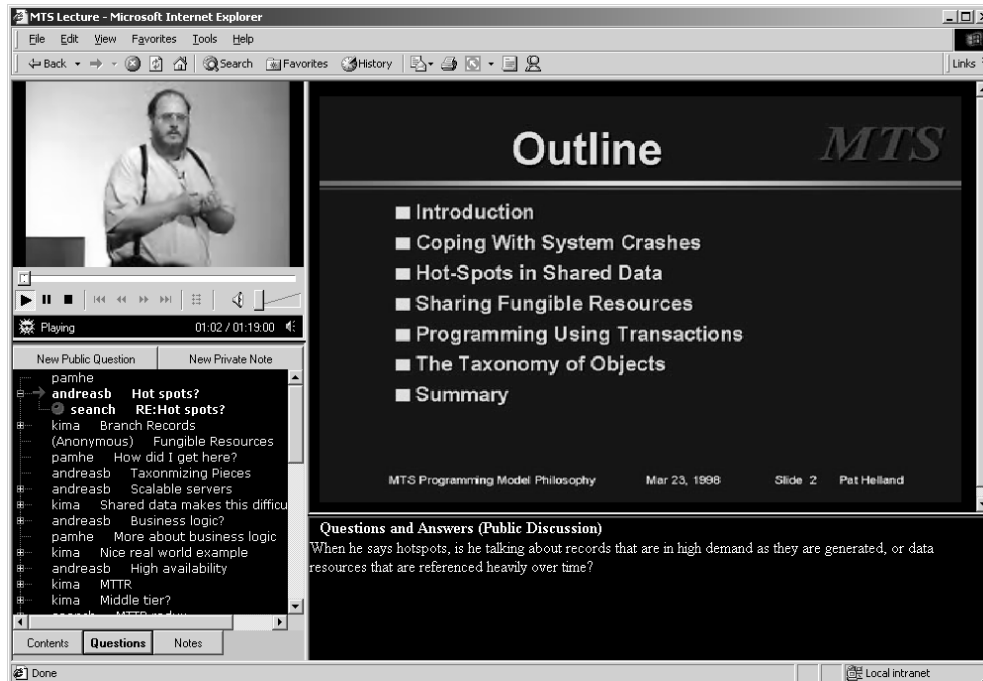 MTS Lecture - Microsoft Internet Explorer
File Edit View Favorites Tools Help
Back Search Favorites History Links
Playing 01:02 / 01:19:00
New Public Question New Private Note
pamhe
andreasb Hot spots?
seanch RE:Hot spots?
kima Branch Records
(Anonymous) Fungible Resources
pamhe How did I get here?
andreasb Taxonmizing Pieces
andreasb Scalable servers
kima Shared data makes this difficu
andreasb Business logic?
pamhe More about business logic
kima Nice real world example
andreasb High availability
kima MTTR
kima Middle tier?
Contents Questions Notes
Outline MTS
Introduction
Coping With System Crashes
Hot-Spots in Shared Data
Sharing Fungible Resources
Programming Using Transactions
The Taxonomy of Objects
Summary
MTS Programming Model Philosophy Mar 23, 1998 Slide 2 Pat Helland
Questions and Answers (Public Discussion)
When he says hotspots, is he talking about records that are in high demand as they are generated, or data
resources that are referenced heavily over time?
Done Local intranet